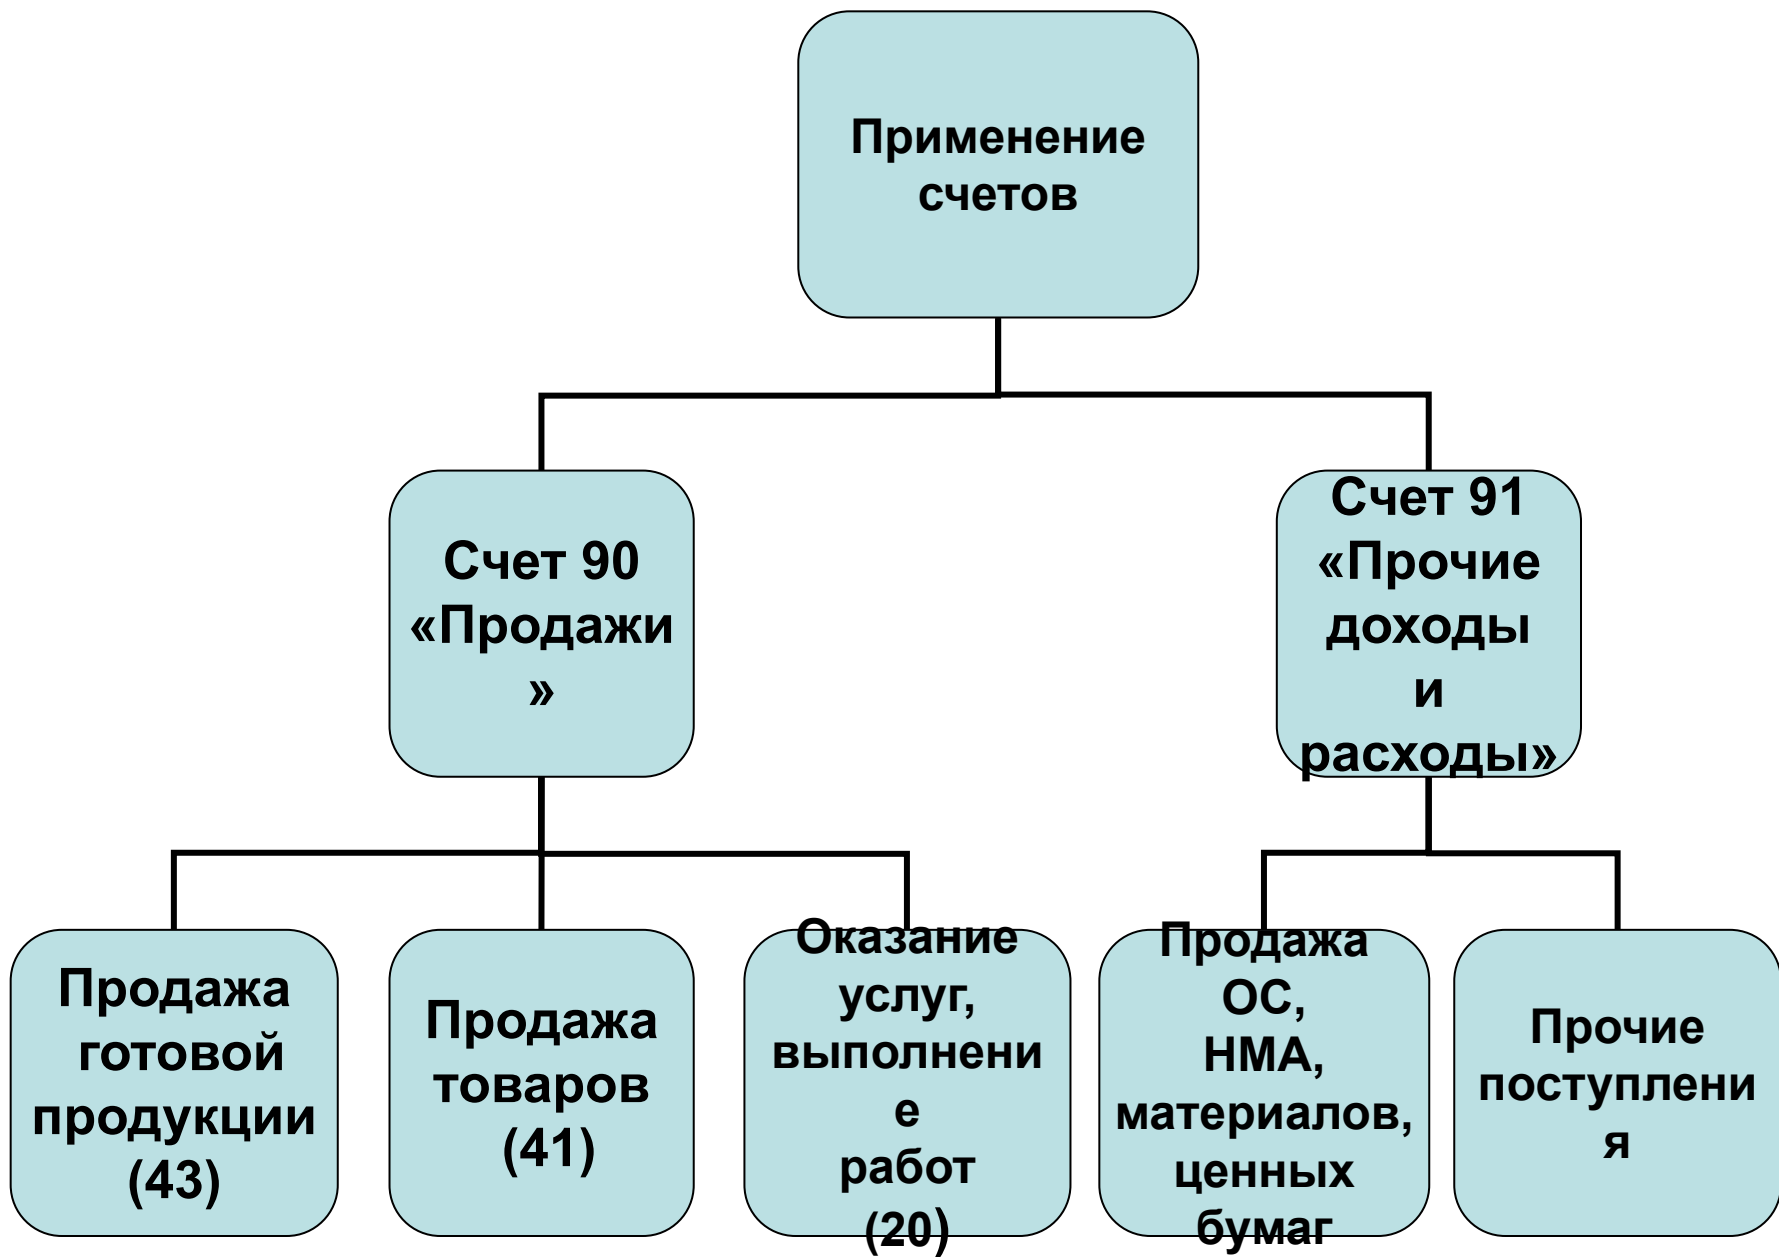 Применение
счетов
Счет 90
«Продажи
»
Счет 91
«Прочие
доходы
и
расходы»
Продажа
готовой
продукции
(43)
Продажа
товаров
(41)
Оказание
услуг,
выполнени
е
работ
(20)
Продажа
ОС,
НМА,
материалов,
ценных
бумаг
Прочие
поступлени
я